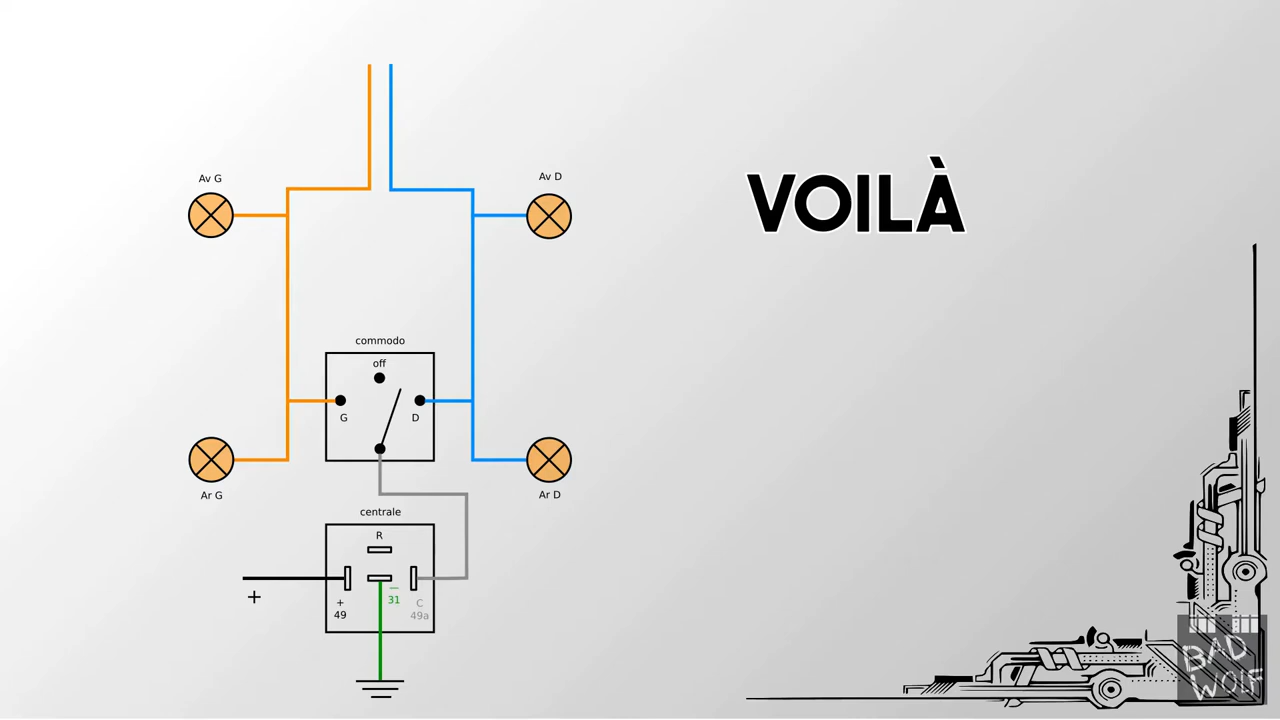 Av G
Av D
VOILÀ
commodo
off
G
D
Ar G
Ar D
centrale
R
+
+
49
—
31
C
49a
BAD
WOLF